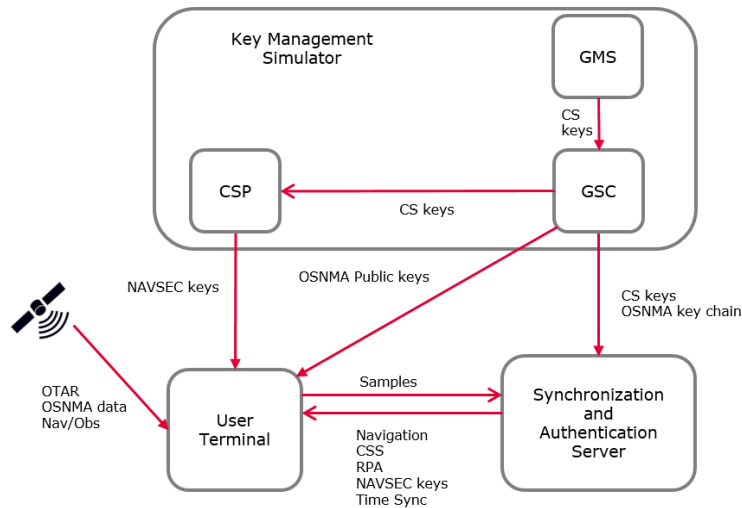 Key Management
Simulator
GMS
CS
keys
CSP
GSC
CS keys
NAVSEC keys
OSNMA Public keys
CS keys
OSNMA key chain
OTAR
OSNMA data
Nav/Obs
User
Terminal
Samples
Synchronization
and
Authentication
Server
Navigation
CSS
RPA
NAVSEC keys
Time Sync